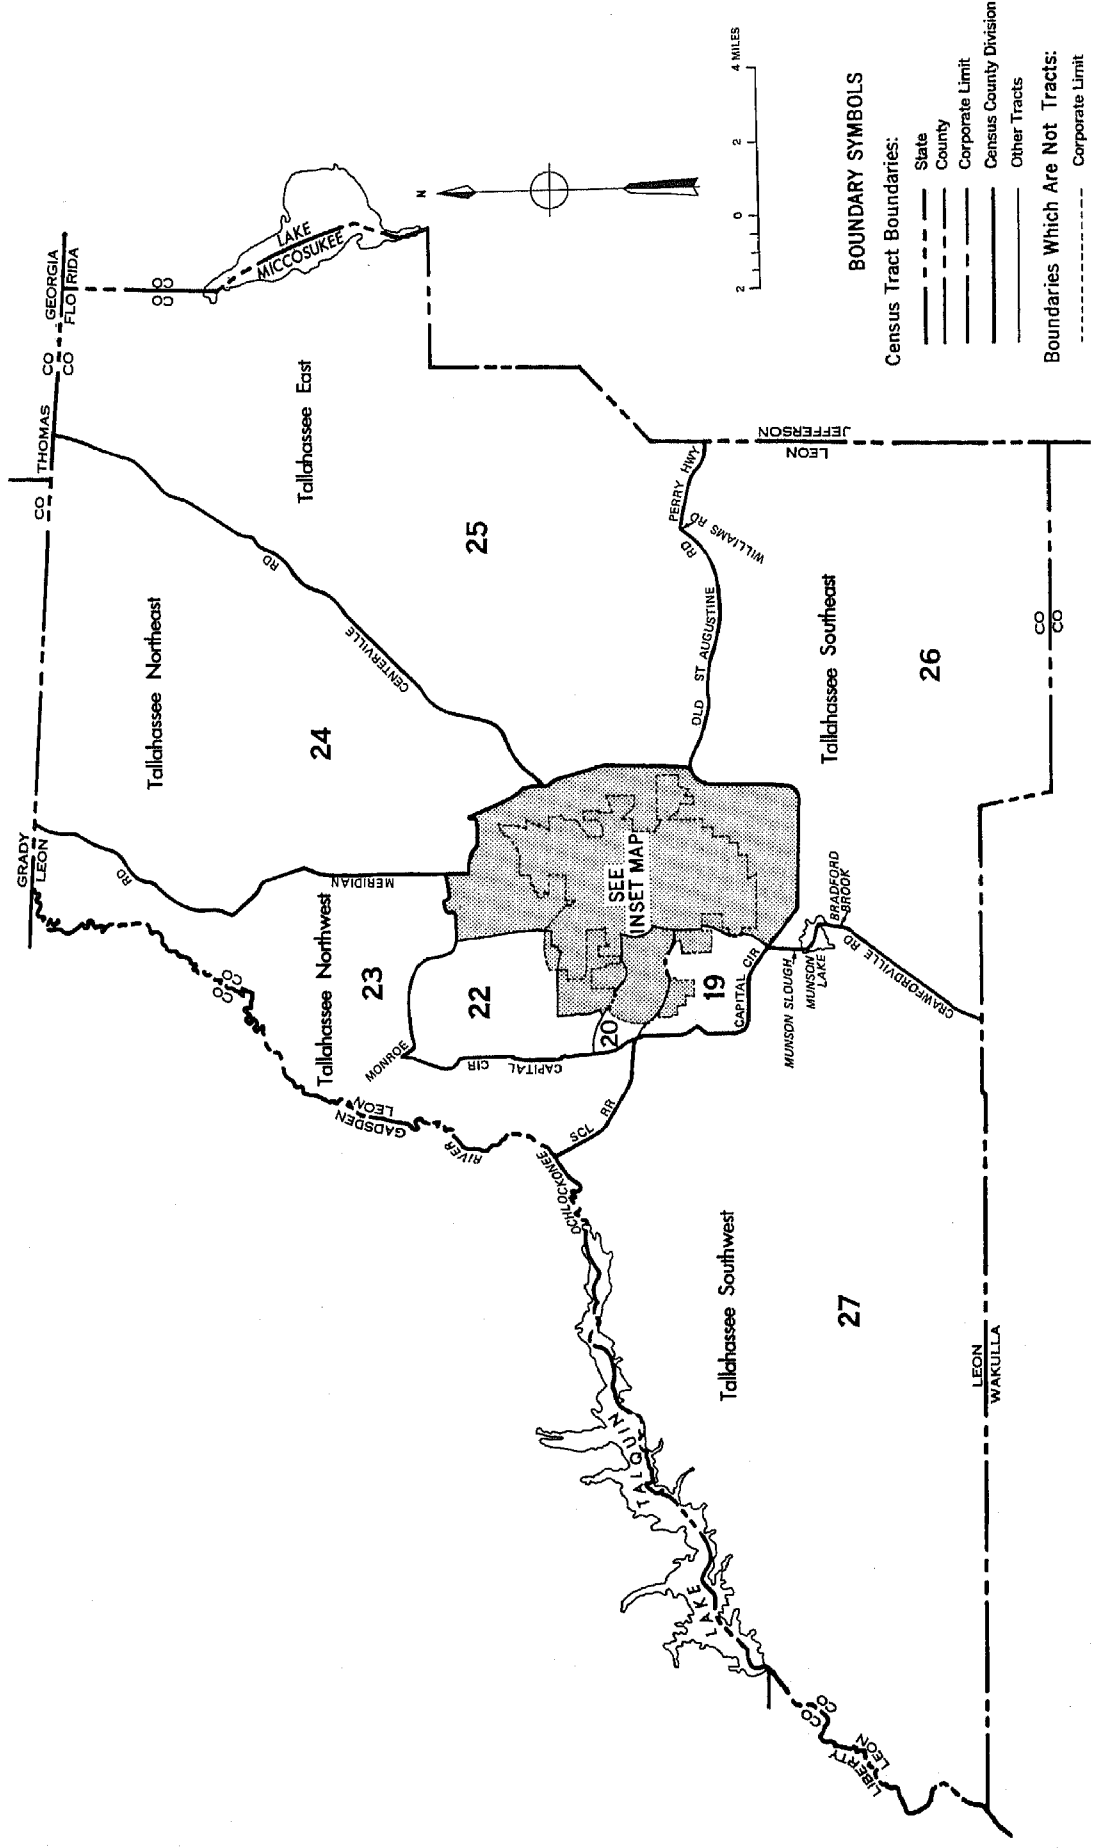 GRADY
LEON
CO
THOMAS
CO
CO
GEORGIA
FLORIDA
CO
CO
LAKE
MICCOSUKEE
Tallahassee Northeast
24
Tallahassee East
25
CENTERVILLE
RD
MERIDIAN
RD
Tallahassee Northwest
23
CO
CO
GADSDEN
LEON
OCHLOCKONEE
RIVER
MONROE
22
CAPITAL
CIR
20
19
SEE
INSET MAP
CAPITAL
CIR
SCL
RR
MUNSON SLOUGH
MUNSON
LAKE
BRADFORD
BROOK
CRAWFORDVILLE RD
OLD
ST AUGUSTINE
RD
WILLIAMS RD
PERRY HWY
LEON
JEFFERSON
Tallahassee Southeast
26
CO
CO
Tallahassee Southwest
27
LAKE
TALQUIN
CO
CO
LIBERTY
LEON
LEON
WAKULLA
N
2
0
2
4 MILES
BOUNDARY SYMBOLS
Census Tract Boundaries:
State
County
Corporate Limit
Census County Division
Other Tracts
Boundaries Which Are Not Tracts:
Corporate Limit